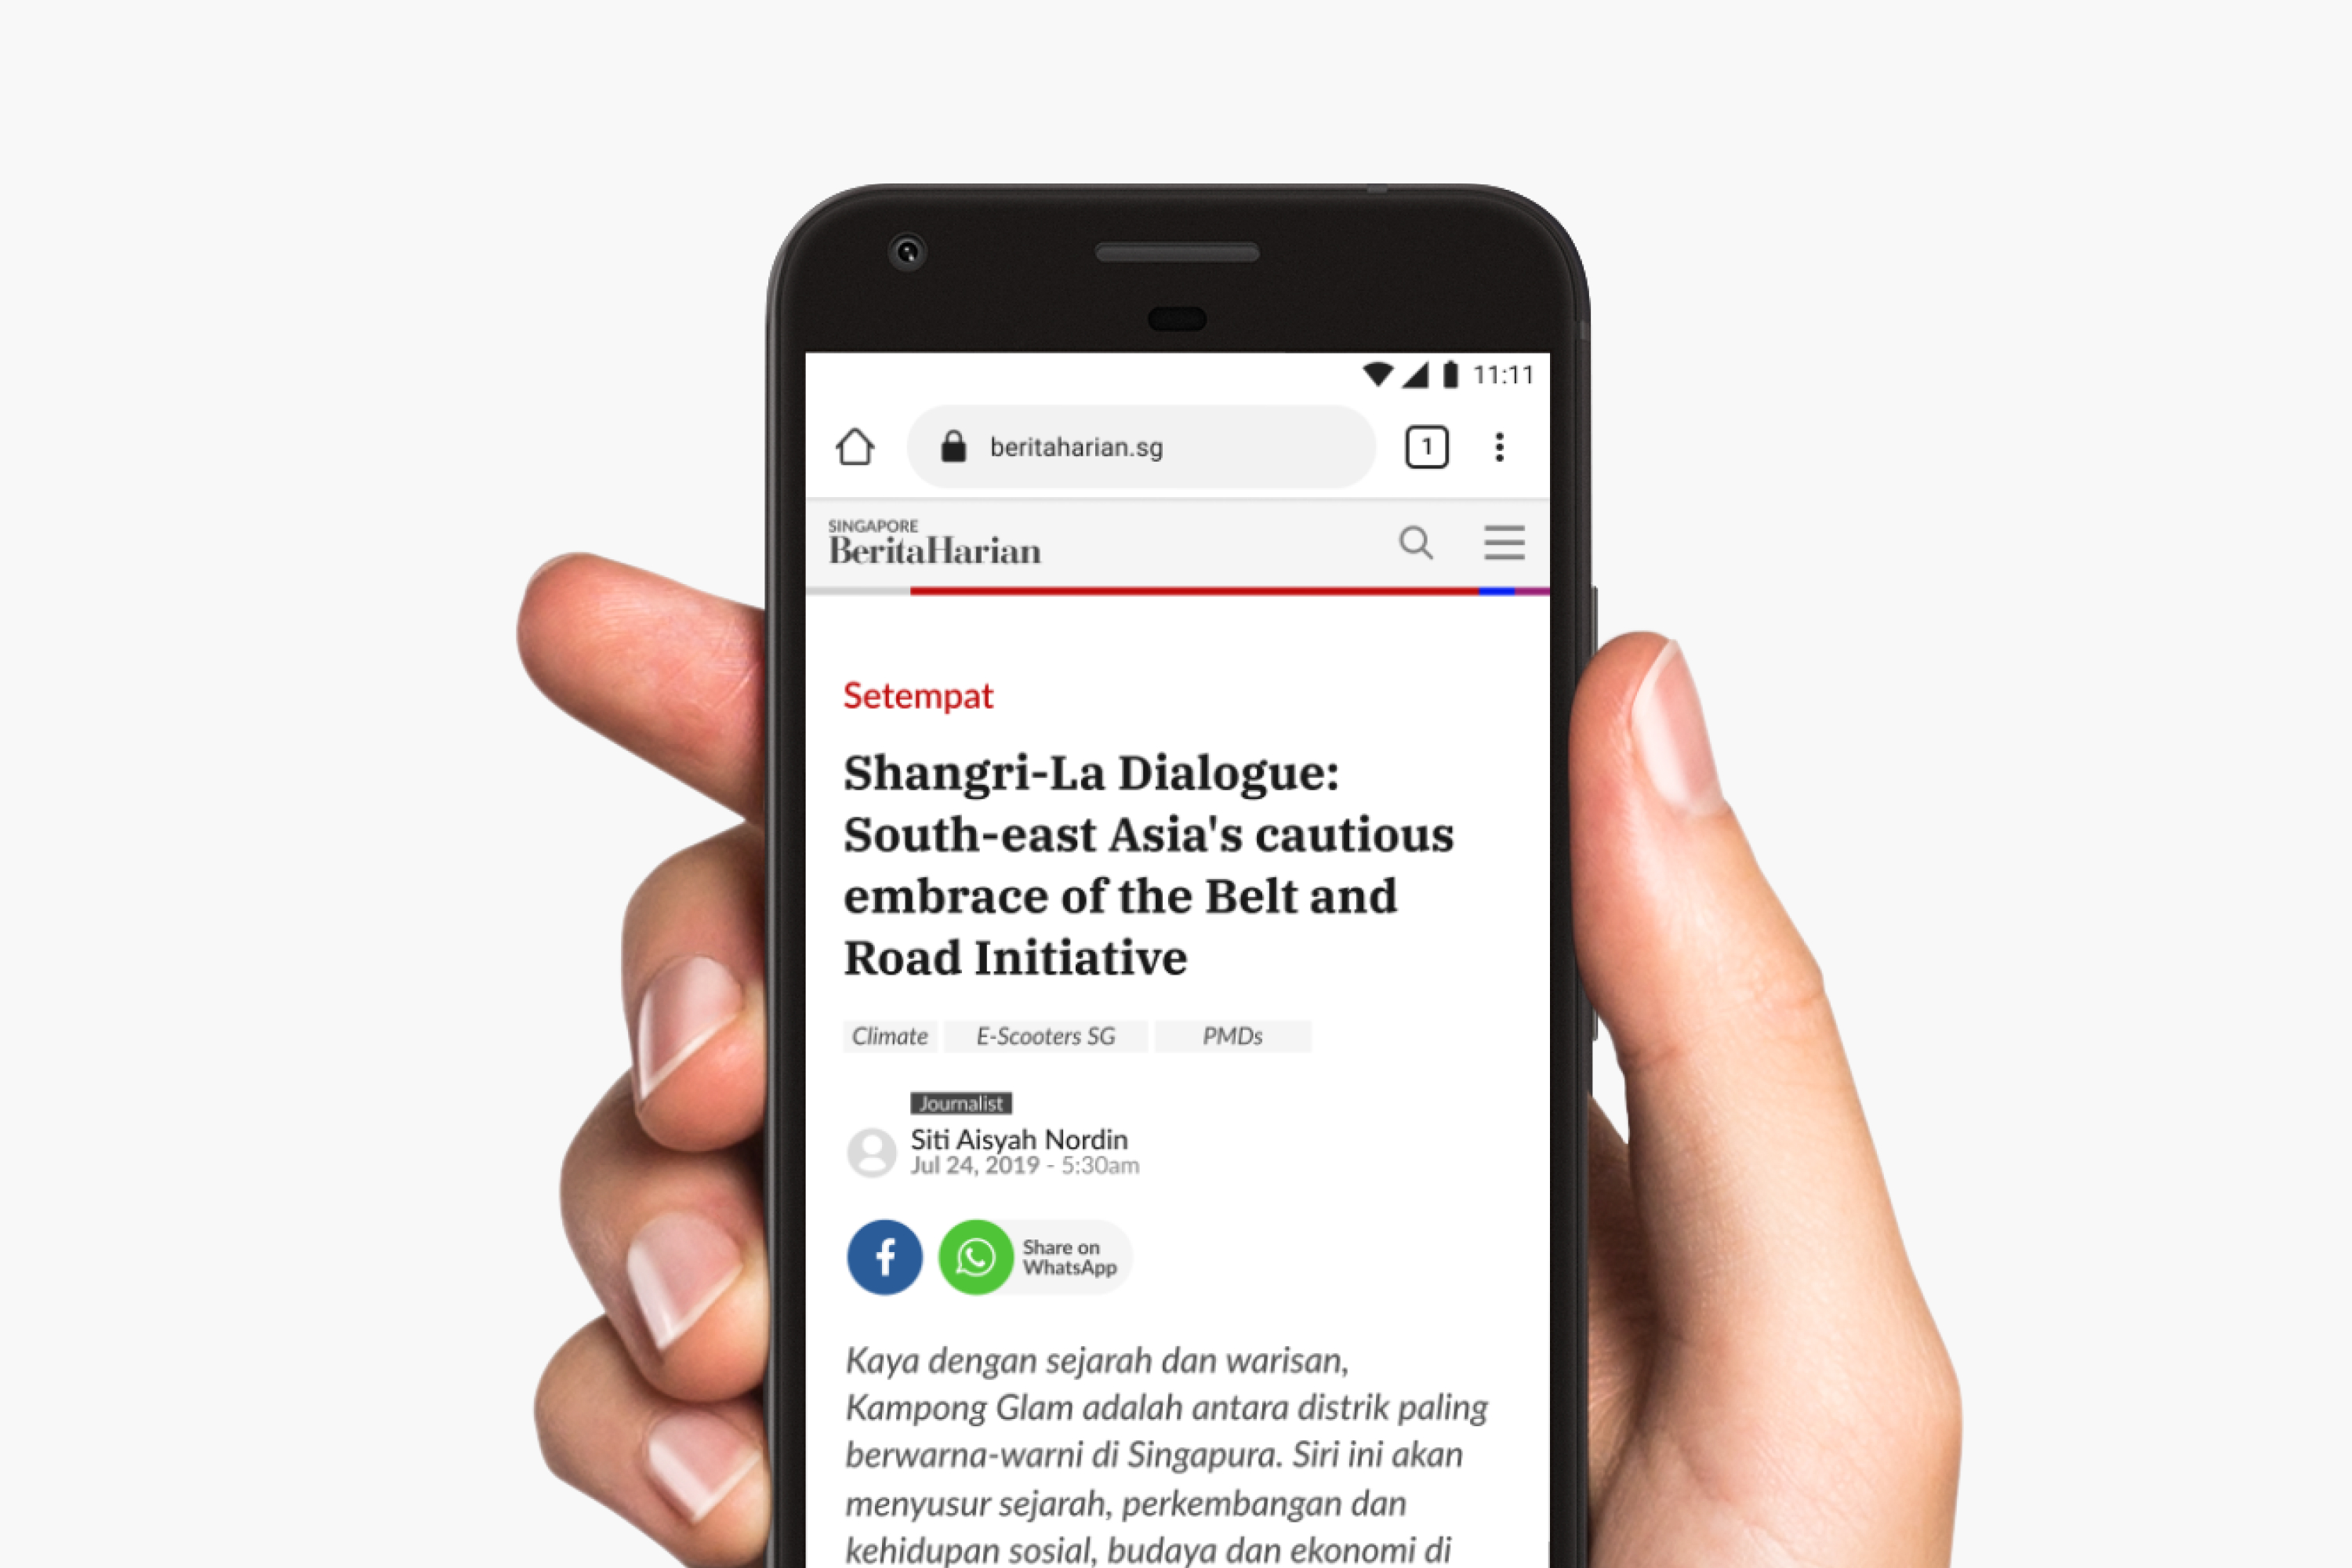 11:11
beritaharian.sg
1
SINGAPORE
BeritaHarian
Setempat
Shangri-La Dialogue:
South-east Asia's cautious
embrace of the Belt and
Road Initiative
Climate E-Scooters SG PMDs
Journalist
Siti Aisyah Nordin
Jul 24, 2019 - 5:30am
Share on
WhatsApp
Kaya dengan sejarah dan warisan,
Kampong Glam adalah antara distrik paling
berwarna-warni di Singapura. Siri ini akan
menyusur sejarah, perkembangan dan
kehidupan sosial, budaya dan ekonomi di